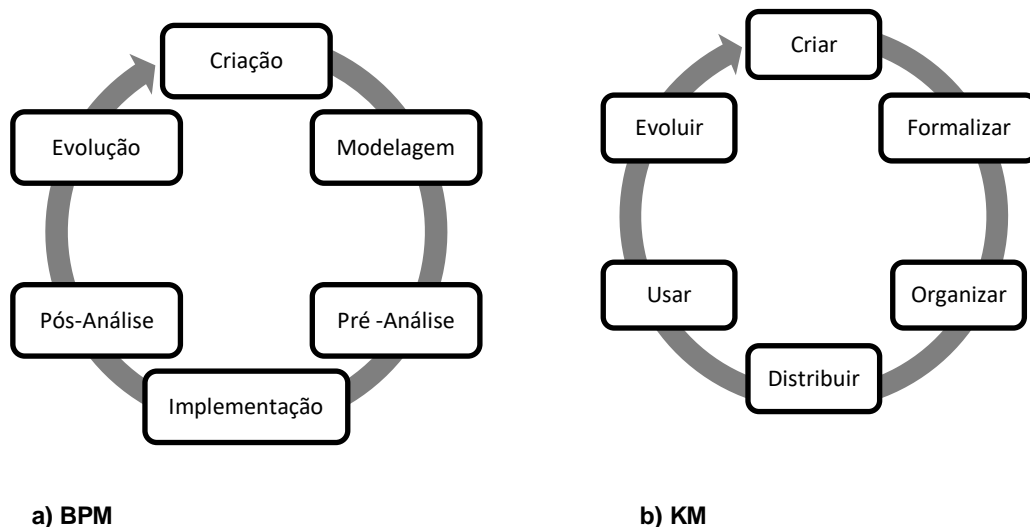 Criação
Modelagem
Pré -Análise
Implementação
Pós-Análise
Evolução
a) BPM
Criar
Formalizar
Organizar
Distribuir
Usar
Evoluir
b) KM